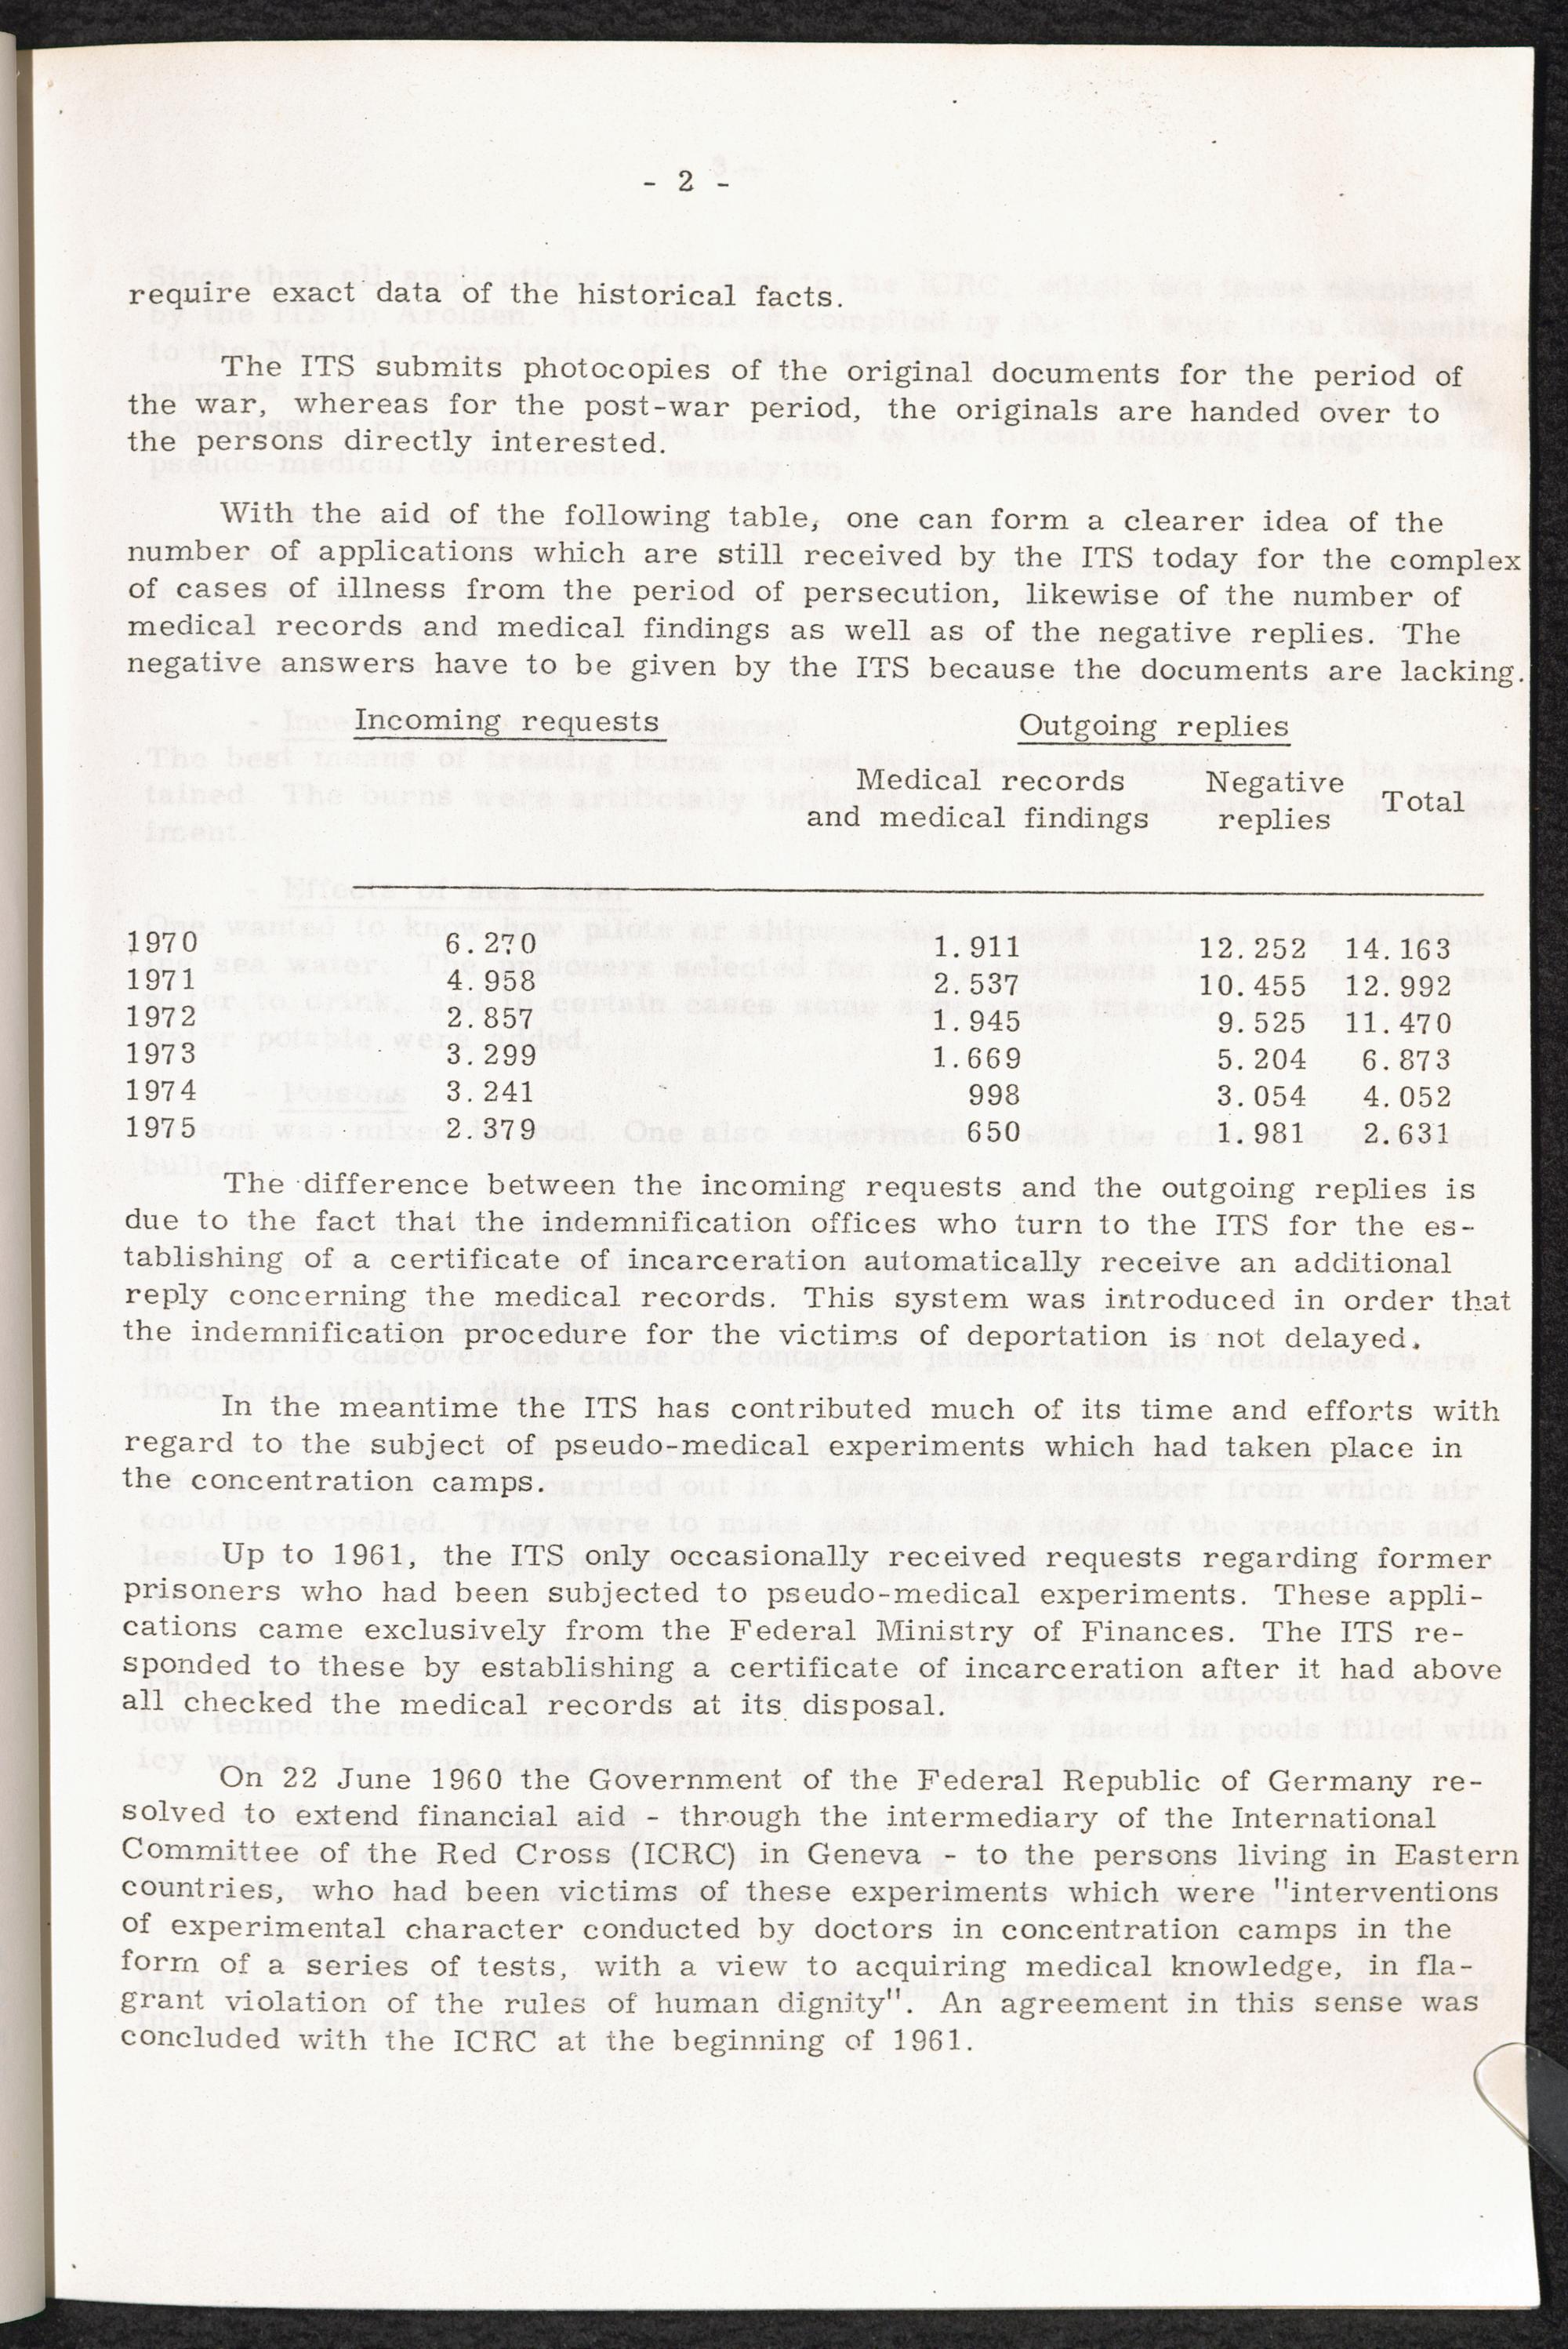 - 2 -
require exact data of the historical facts.
The ITS submits photocopies of the original documents for the period of
the war, whereas for the post-war period, the originals are handed over to
the persons directly interested.
With the aid of the following table, one can form a clearer idea of the
number of applications which are still received by the ITS today for the complex
of cases of illness from the period of persecution, likewise of the number of
medical records and medical findings as well as of the negative replies. The
negative answers have to be given by the ITS because the documents are lacking.
Incoming requests Outgoing replies
Medical records Negative Total
and medical findings replies
1970 6.270 1.911 12.252 14.163
1971 4.958 2.537 10.455 12.992
1972 2.857 1.945 9.525 11.470
1973 3.299 1.669 5.204 6.873
1974 3.241 998 3.054 4.052
1975 2.379 650 1.981 2.631
The difference between the incoming requests and the outgoing replies is
due to the fact that the indemnification offices who turn to the ITS for the es-
tablishing of a certificate of incarceration automatically receive an additional
reply concerning the medical records. This system was introduced in order that
the indemnification procedure for the victims of deportation is not delayed.
In the meantime the ITS has contributed much of its time and efforts with
regard to the subject of pseudo-medical experiments which had taken place in
the concentration camps.
Up to 1961, the ITS only occasionally received requests regarding former
prisoners who had been subjected to pseudo-medical experiments. These appli-
cations came exclusively from the Federal Ministry of Finances. The ITS re-
sponded to these by establishing a certificate of incarceration after it had above
all checked the medical records at its disposal.
On 22 June 1960 the Government of the Federal Republic of Germany re-
solved to extend financial aid - through the intermediary of the International
Committee of the Red Cross (ICRC) in Geneva - to the persons living in Eastern
countries, who had been victims of these experiments which were "interventions
of experimental character conducted by doctors in concentration camps in the
form of a series of tests, with a view to acquiring medical knowledge, in fla-
grant violation of the rules of human dignity". An agreement in this sense was
concluded with the ICRC at the beginning of 1961.